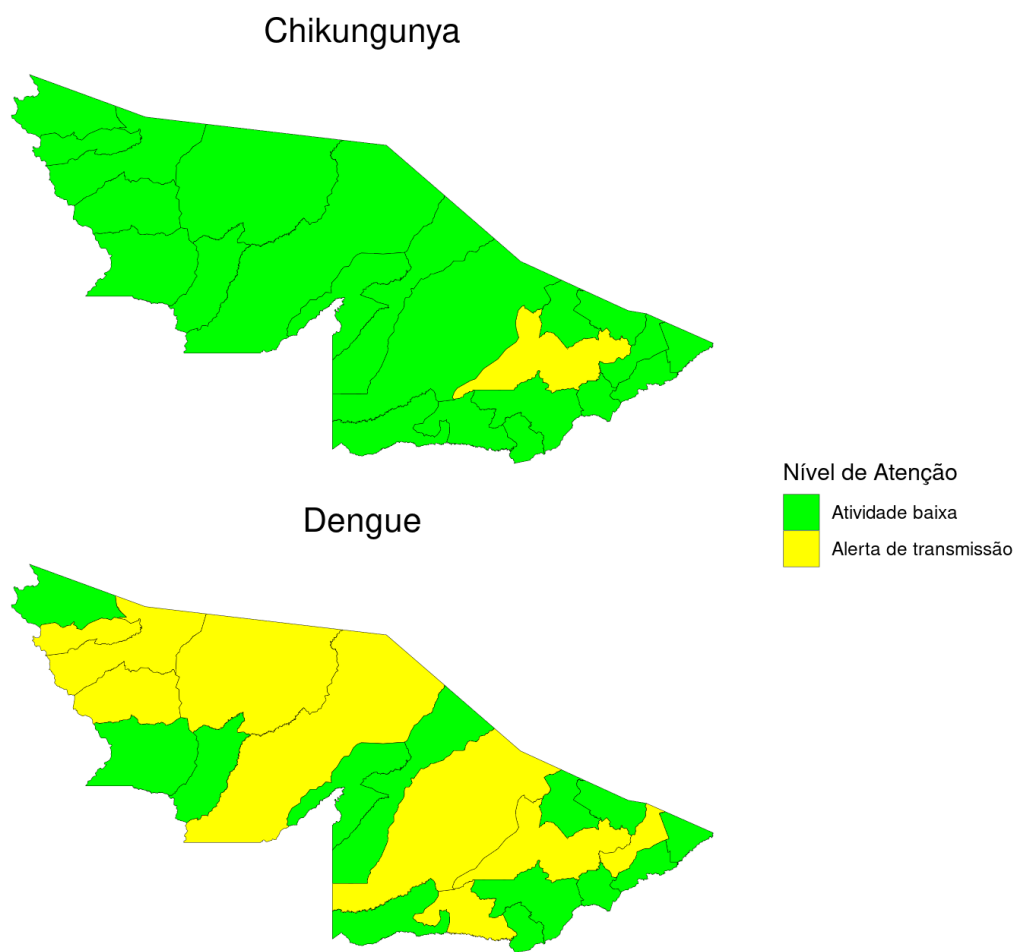 Chikungunya
Dengue
Nível de Atenção
Atividade baixa
Alerta de transmissão